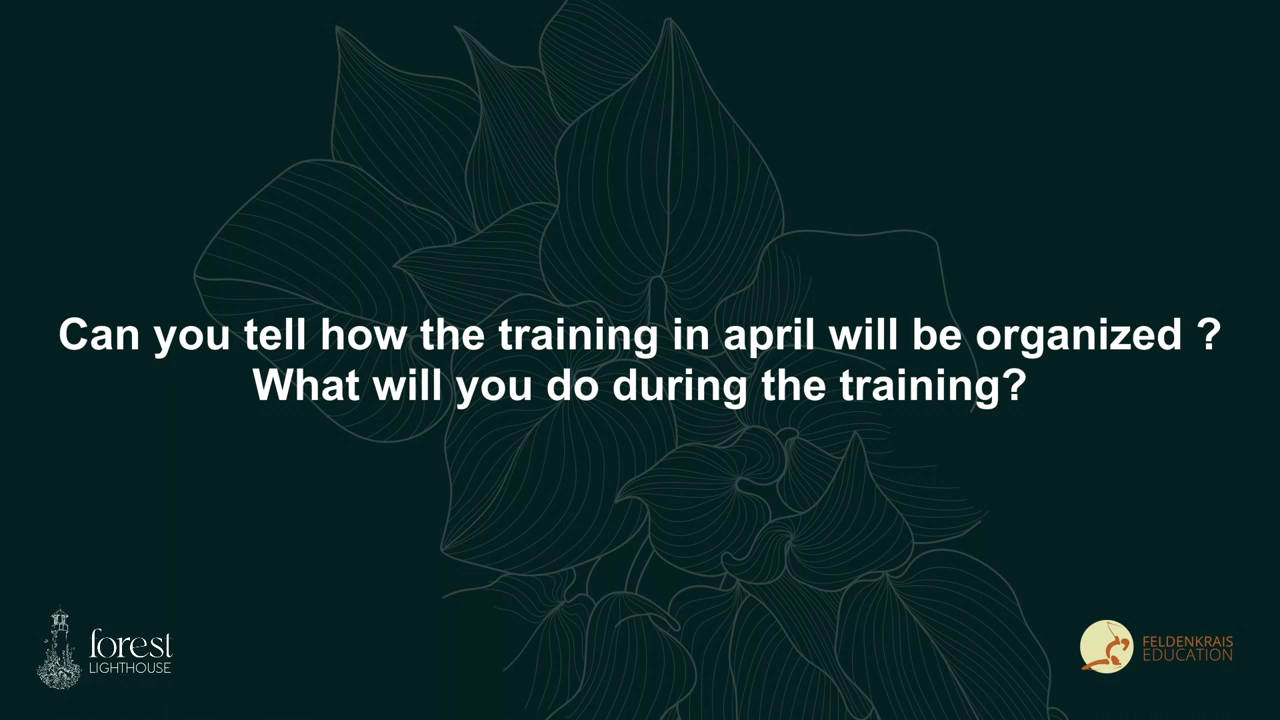 Can you tell how the training in april will be organized ?
What will you do during the training?
forest
LIGHTHOUSE
FELDENKRAIS
EDUCATION